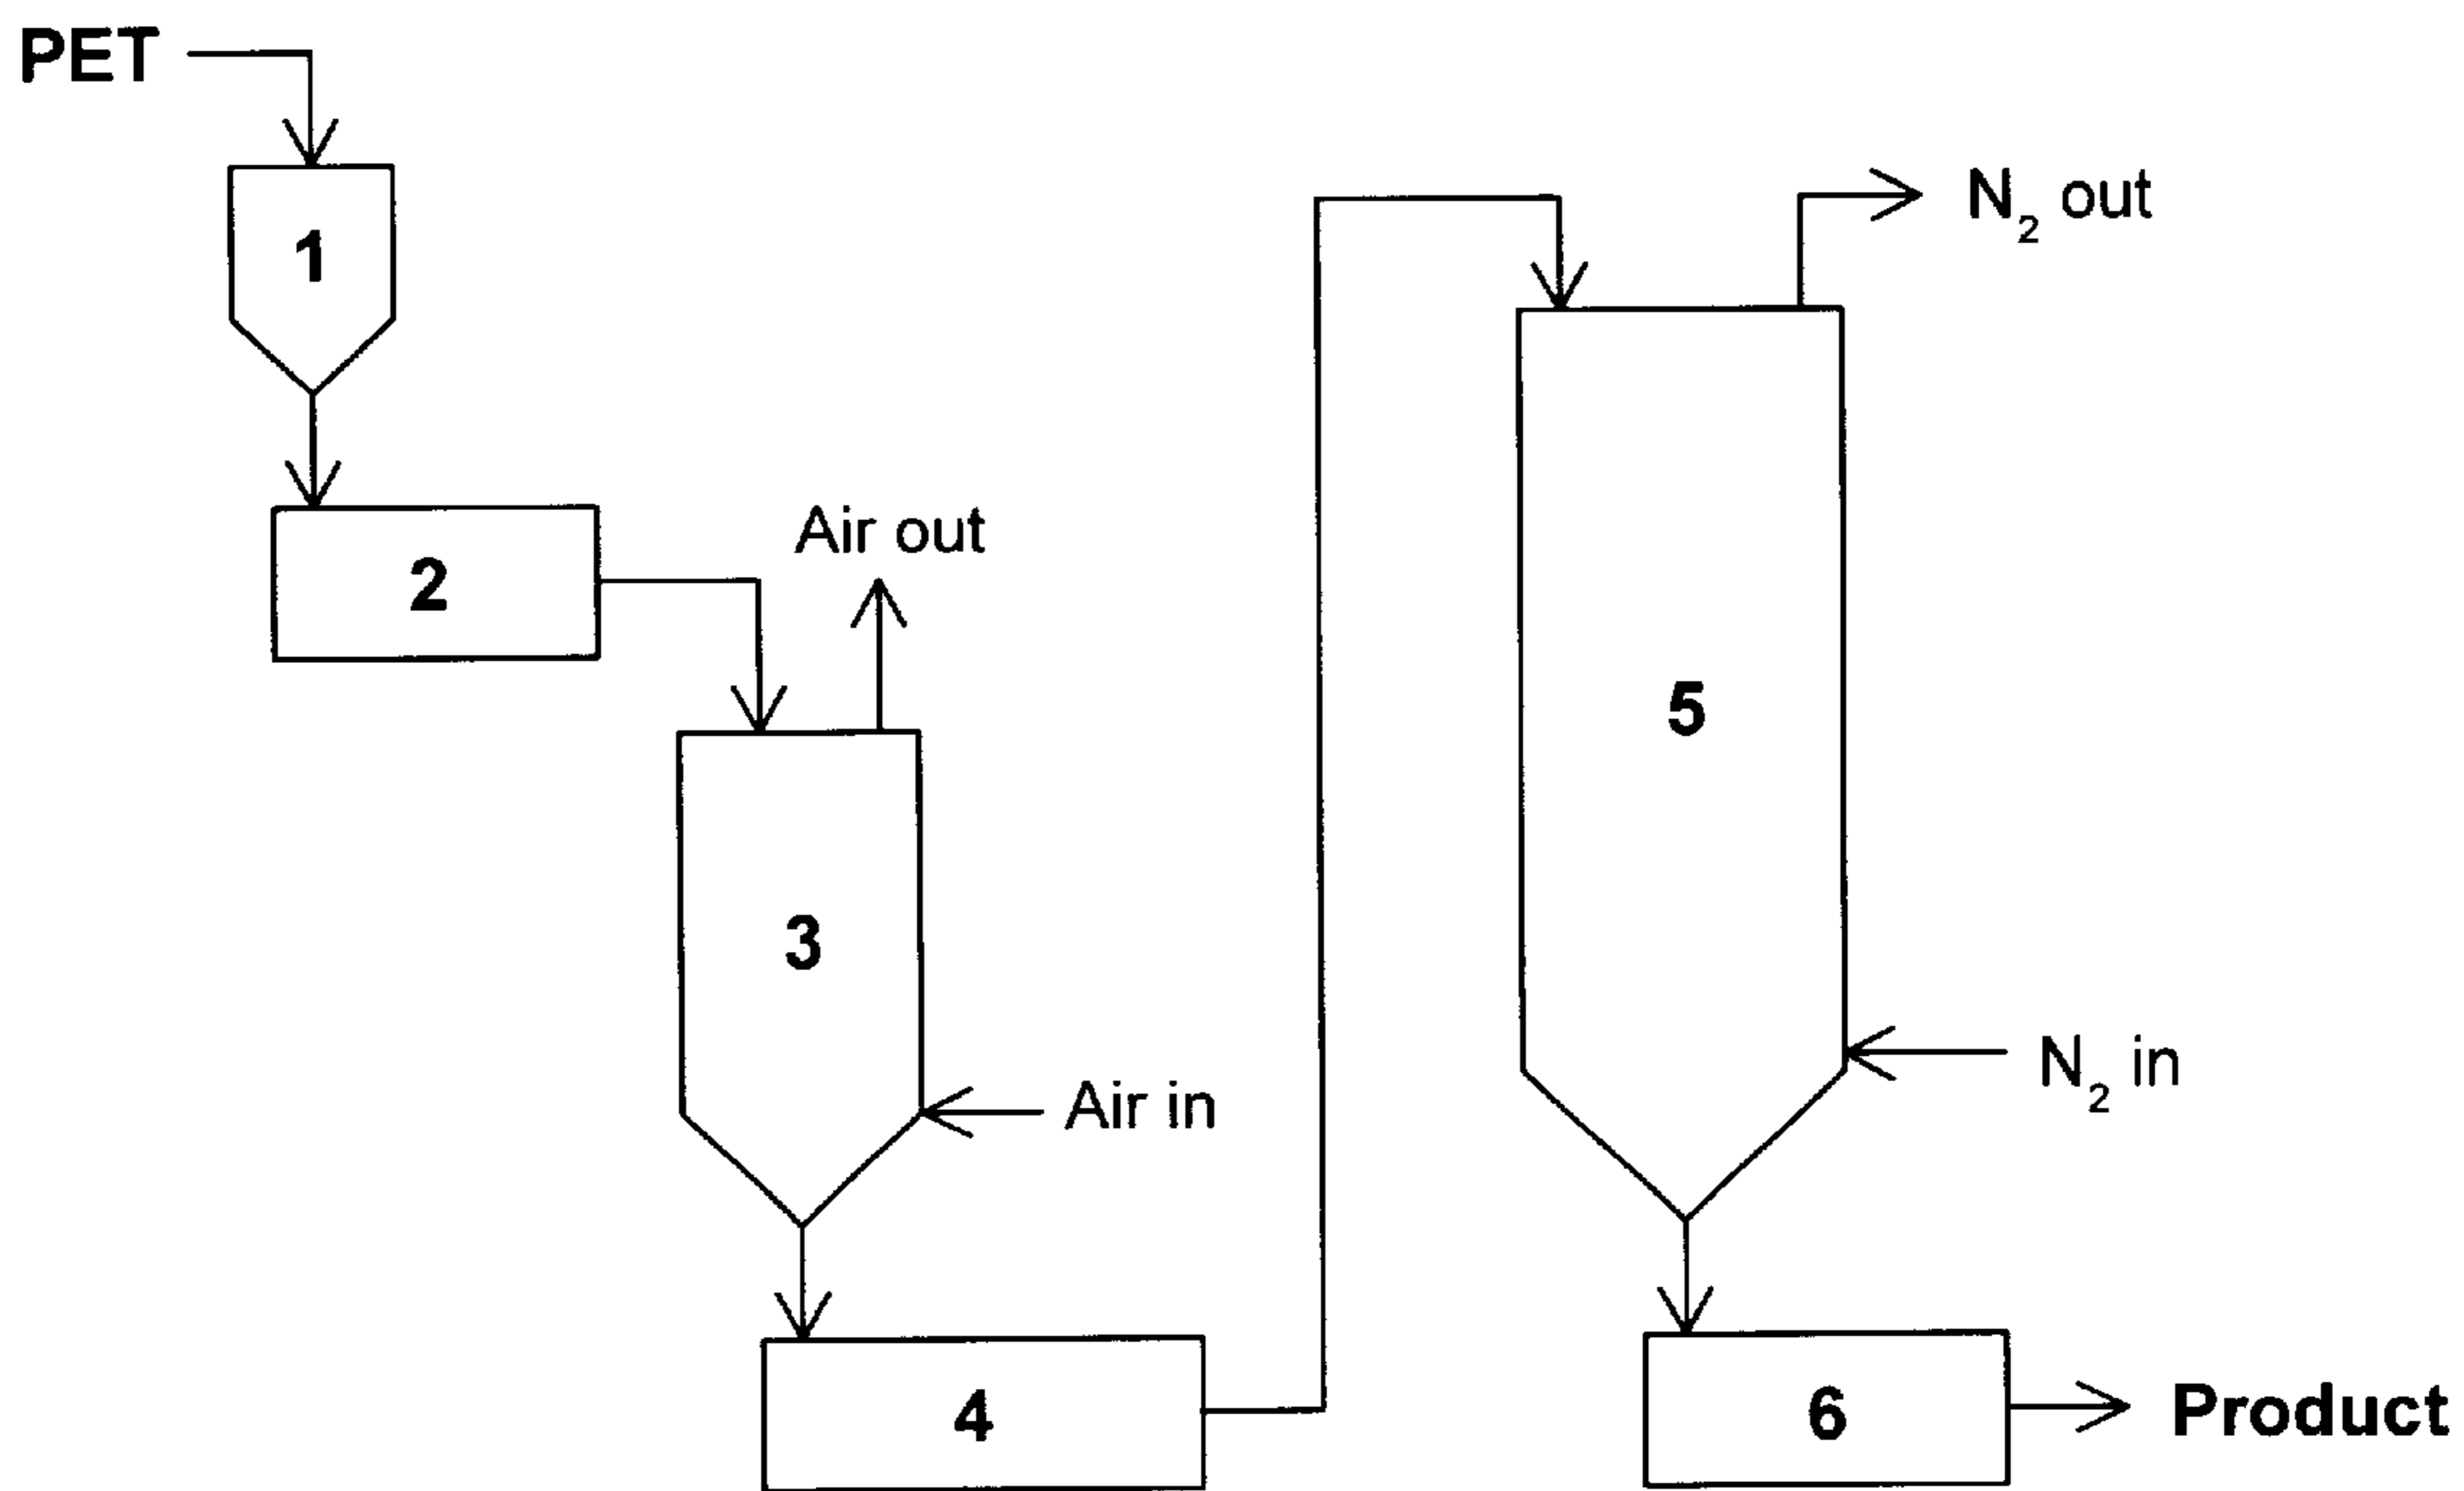 PET
1
N₂ out
2
Air out
5
3
N₂ in
Air in
4
6
Product